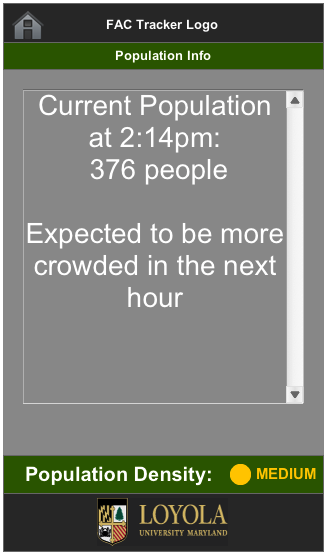 FAC Tracker Logo
Population Info
Current Population
at 2:14pm:
376 people
Expected to be more
crowded in the next
hour
Population Density: MEDIUM
LOYOLA
UNIVERSITY MARYLAND